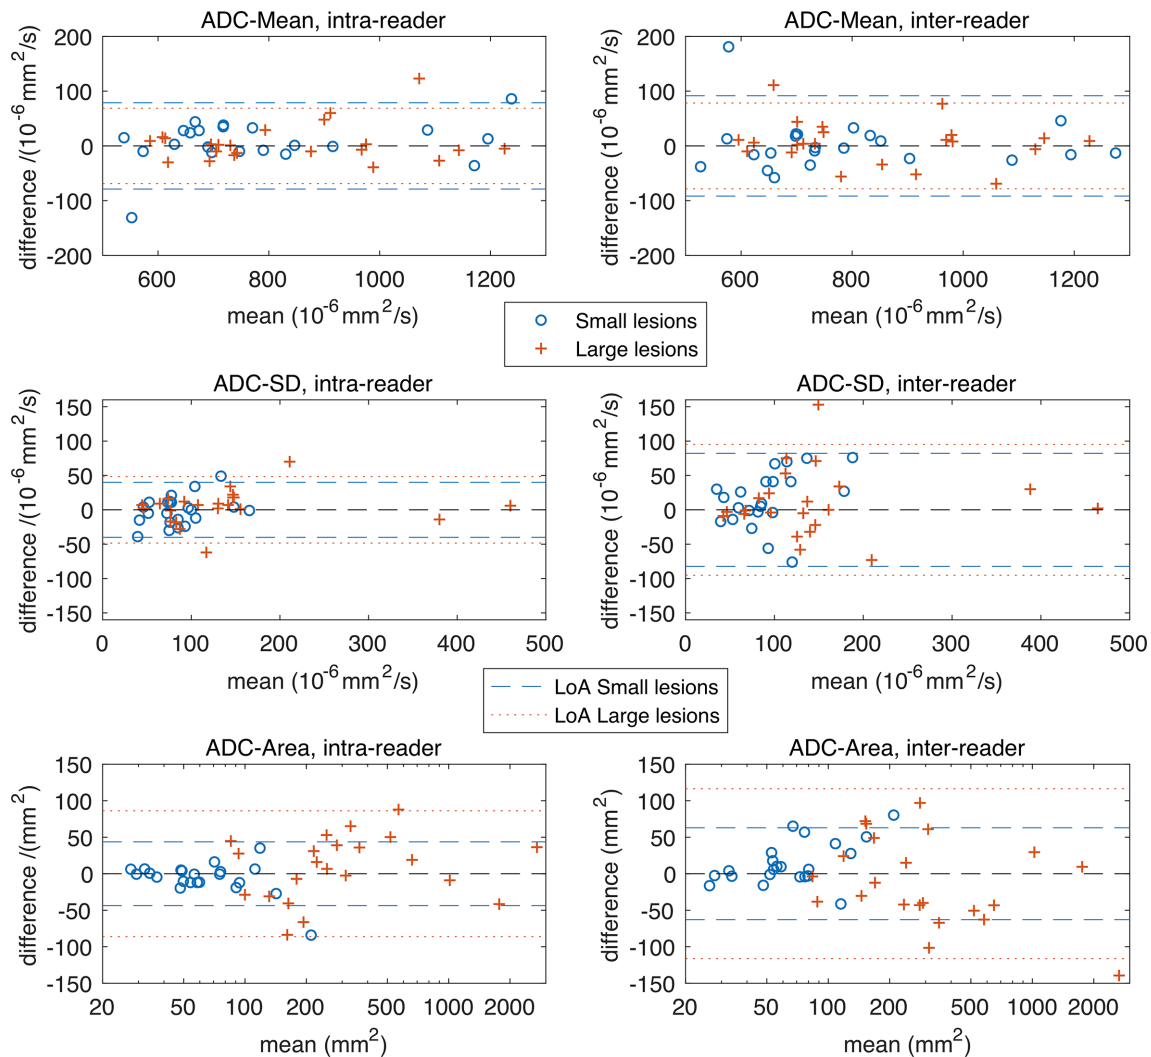 ADC-Mean, intra-reader
200
100
0
-100
-200
difference /(10-6 mm2/s)
600 800 1000 1200
mean (10-6 mm2/s)
ADC-Mean, inter-reader
200
100
0
-100
-200
difference (10-6 mm2/s)
600 800 1000 1200
mean (10-6 mm2/s)
Small lesions
Large lesions
ADC-SD, intra-reader
150
100
50
0
-50
-100
-150
difference /(10-6 mm2/s)
0 100 200 300 400 500
mean (10-6 mm2/s)
ADC-SD, inter-reader
150
100
50
0
-50
-100
-150
difference (10-6 mm2/s)
0 100 200 300 400 500
mean (10-6 mm2/s)
LoA Small lesions
LoA Large lesions
ADC-Area, intra-reader
150
100
50
0
-50
-100
-150
difference /(mm2)
20 50 100 200 500 1000 2000
mean (mm2)
ADC-Area, inter-reader
150
100
50
0
-50
-100
-150
difference (mm2)
20 50 100 200 500 1000 2000
mean (mm2)